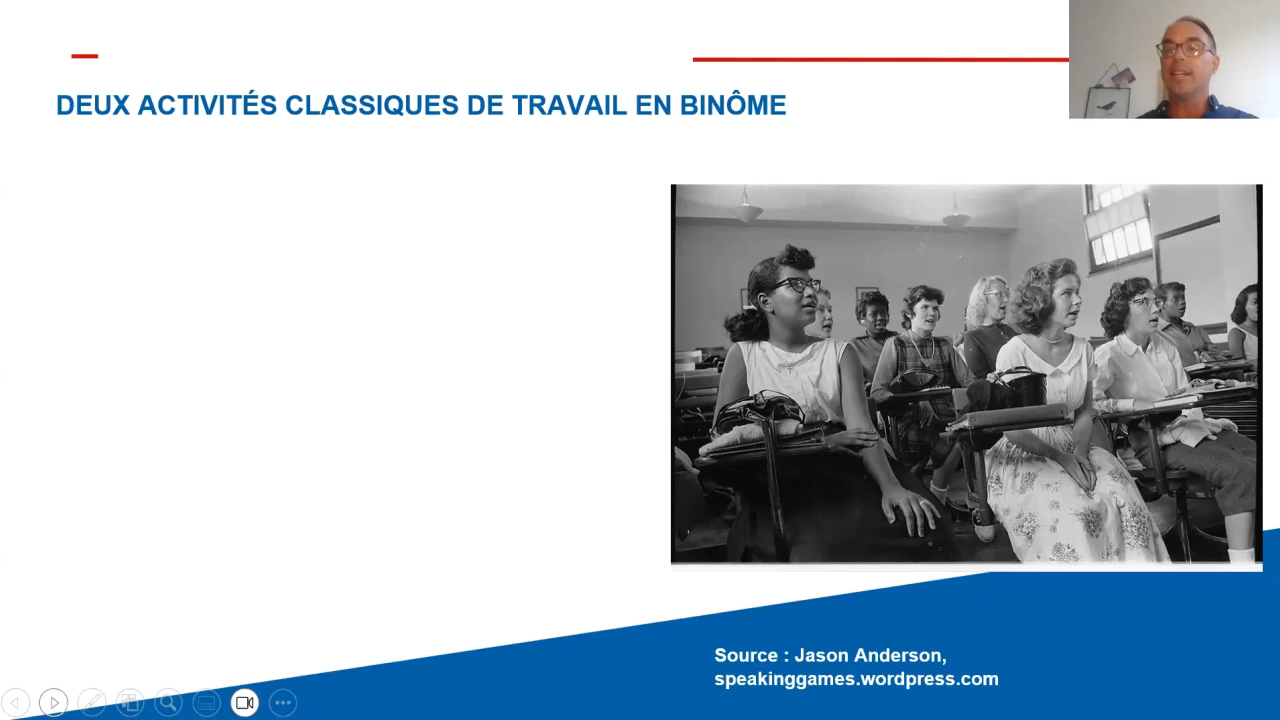 DEUX ACTIVITÉS CLASSIQUES DE TRAVAIL EN BINÔME
Source : Jason Anderson,
speakinggames.wordpress.com